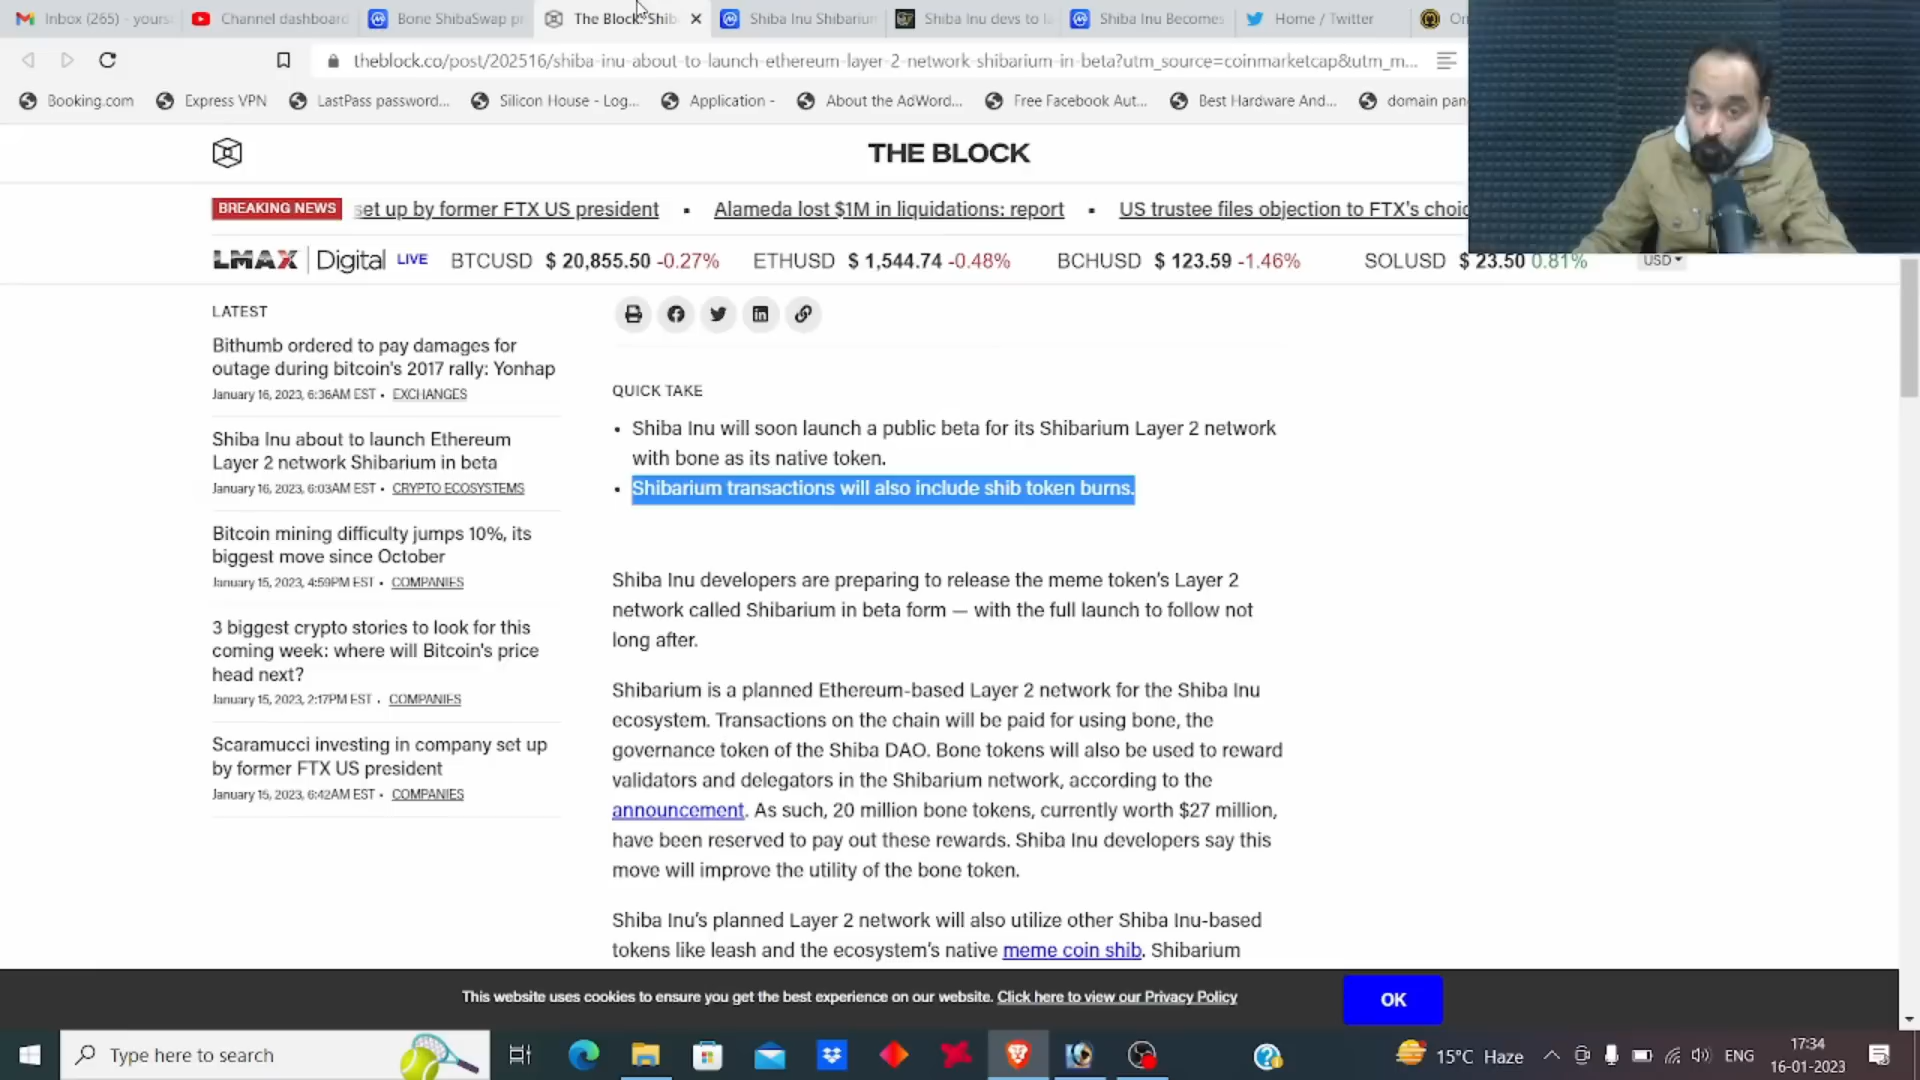 Inbox (265) - yours
Channel dashboard
Bone ShibaSwap pr
The Block: Shib
Shiba Inu Shibarium
Shiba Inu devs to la
Shiba Inu Becomes
Home / Twitter
On
theblock.co/post/202516/shiba-inu-about-to-launch-ethereum-layer-2-network-shibarium-in-beta?utm_source=coinmarketcap&utm_m...
Booking.com
Express VPN
LastPass password...
Silicon House - Log...
Application -
About the AdWord...
Free Facebook Aut...
Best Hardware And...
domain pan
THE BLOCK
BREAKING NEWS
set up by former FTX US president ▪ Alameda lost $1M in liquidations: report ▪ US trustee files objection to FTX's choic
LMAX Digital LIVE BTCUSD $ 20,855.50 -0.27% ETHUSD $ 1,544.74 -0.48% BCHUSD $ 123.59 -1.46% SOLUSD $ 23.50 0.81% USD
LATEST
Bithumb ordered to pay damages for
outage during bitcoin's 2017 rally: Yonhap
January 16, 2023, 6:36AM EST • EXCHANGES
Shiba Inu about to launch Ethereum
Layer 2 network Shibarium in beta
January 16, 2023, 6:03AM EST • CRYPTO ECOSYSTEMS
Bitcoin mining difficulty jumps 10%, its
biggest move since October
January 15, 2023, 4:59PM EST • COMPANIES
3 biggest crypto stories to look for this
coming week: where will Bitcoin's price
head next?
January 15, 2023, 2:17PM EST • COMPANIES
Scaramucci investing in company set up
by former FTX US president
January 15, 2023, 6:42AM EST • COMPANIES
QUICK TAKE
• Shiba Inu will soon launch a public beta for its Shibarium Layer 2 network
with bone as its native token.
• Shibarium transactions will also include shib token burns.
Shiba Inu developers are preparing to release the meme token's Layer 2
network called Shibarium in beta form — with the full launch to follow not
long after.
Shibarium is a planned Ethereum-based Layer 2 network for the Shiba Inu
ecosystem. Transactions on the chain will be paid for using bone, the
governance token of the Shiba DAO. Bone tokens will also be used to reward
validators and delegators in the Shibarium network, according to the
announcement. As such, 20 million bone tokens, currently worth $27 million,
have been reserved to pay out these rewards. Shiba Inu developers say this
move will improve the utility of the bone token.
Shiba Inu's planned Layer 2 network will also utilize other Shiba Inu-based
tokens like leash and the ecosystem's native meme coin shib. Shibarium
This website uses cookies to ensure you get the best experience on our website. Click here to view our Privacy Policy
OK
Type here to search
15°C Haze
ENG
17:34
16-01-2023